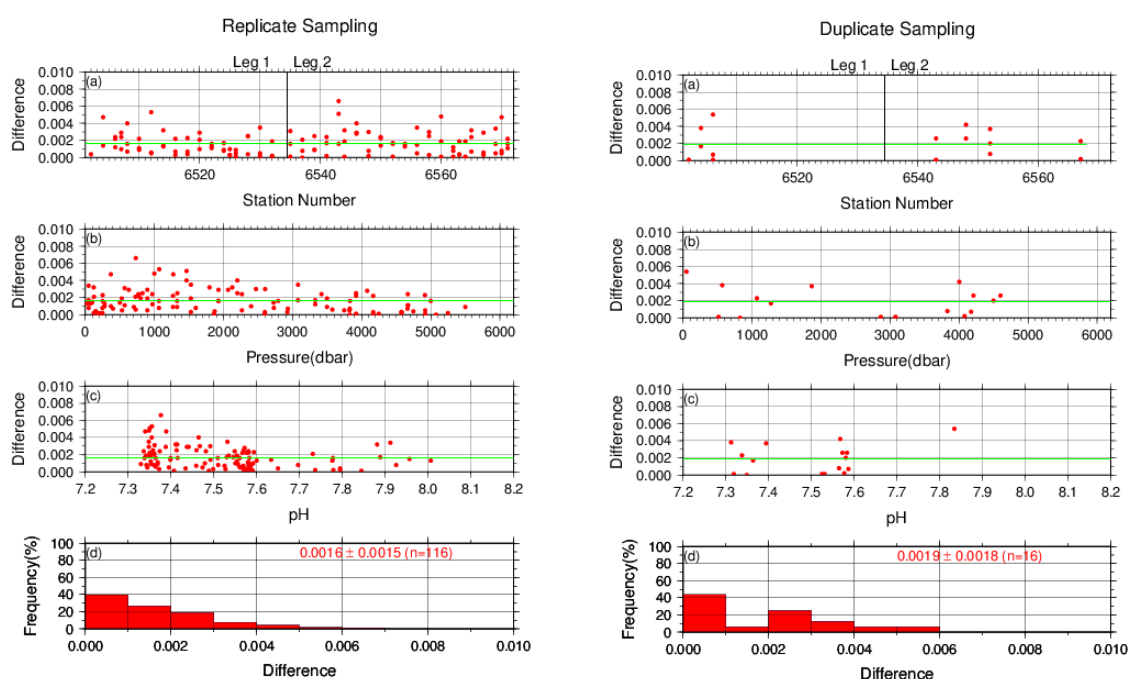 Replicate Sampling
Leg 1 Leg 2
(a)
Difference
0.010
0.008
0.006
0.004
0.002
0.000
6520 6540 6560
Station Number
(b)
Difference
0.010
0.008
0.006
0.004
0.002
0.000
0 1000 2000 3000 4000 5000 6000
Pressure(dbar)
(c)
Difference
0.010
0.008
0.006
0.004
0.002
0.000
7.2 7.3 7.4 7.5 7.6 7.7 7.8 7.9 8.0 8.1 8.2
pH
(d)
0.0016 ± 0.0015 (n=116)
Frequency(%)
100
80
60
40
20
0
0.000 0.002 0.004 0.006 0.008 0.010
Difference
Duplicate Sampling
Leg 1 Leg 2
(a)
Difference
0.010
0.008
0.006
0.004
0.002
0.000
6520 6540 6560
Station Number
(b)
Difference
0.010
0.008
0.006
0.004
0.002
0.000
0 1000 2000 3000 4000 5000 6000
Pressure(dbar)
(c)
Difference
0.010
0.008
0.006
0.004
0.002
0.000
7.2 7.3 7.4 7.5 7.6 7.7 7.8 7.9 8.0 8.1 8.2
pH
(d)
0.0019 ± 0.0018 (n=16)
Frequency(%)
100
80
60
40
20
0
0.000 0.002 0.004 0.006 0.008 0.010
Difference